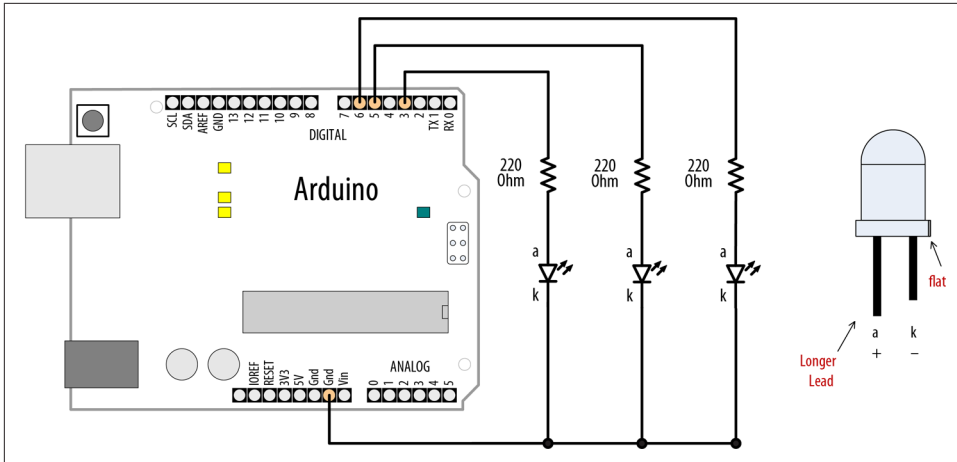 SCL
SDA
AREF
GND
13
12
11
10
9
8
7
6
5
4
3
2
TX 1
RX 0
DIGITAL
Arduino
220
Ohm
220
Ohm
220
Ohm
a
k
a
k
a
k
IOREF
RESET
3V3
5V
Gnd
Gnd
Vin
ANALOG
0
1
2
3
4
5
flat
Longer
Lead
a
+
k
–